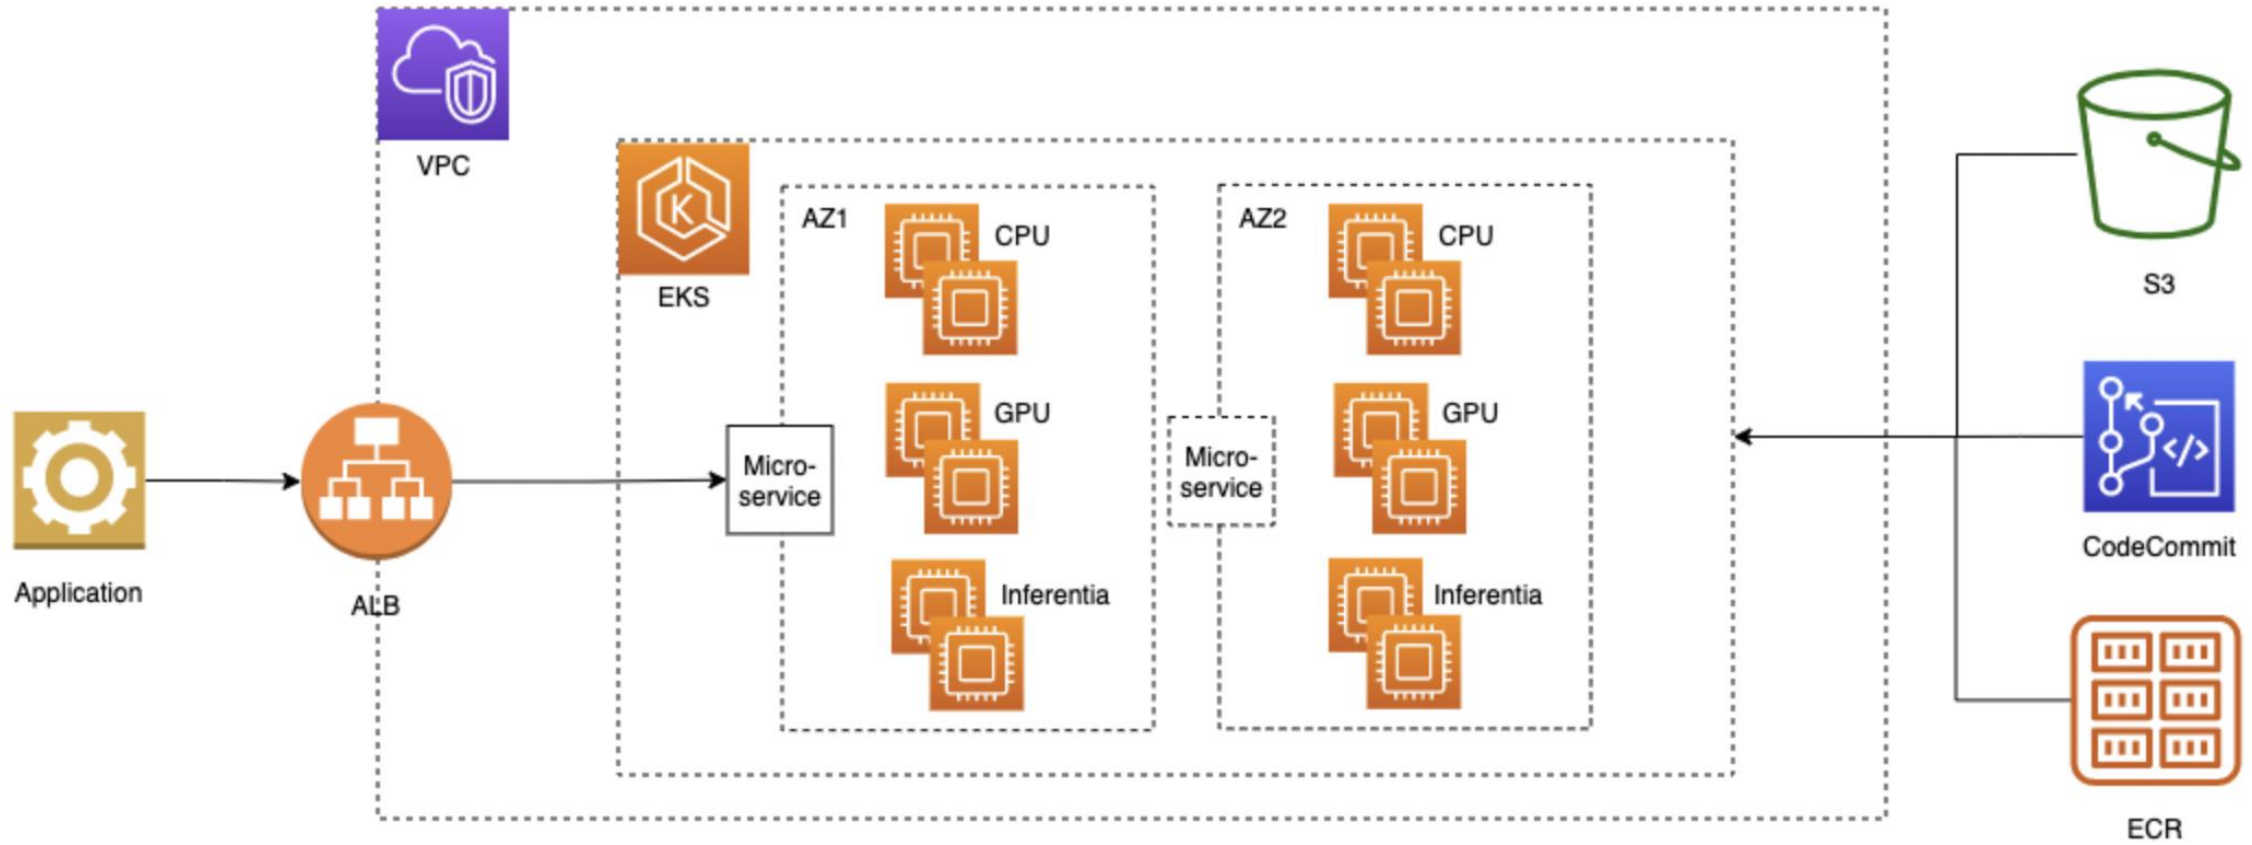 VPC
EKS
AZ1
CPU
GPU
Inferentia
AZ2
CPU
GPU
Inferentia
Micro-
service
Micro-
service
Application
ALB
S3
CodeCommit
ECR
K